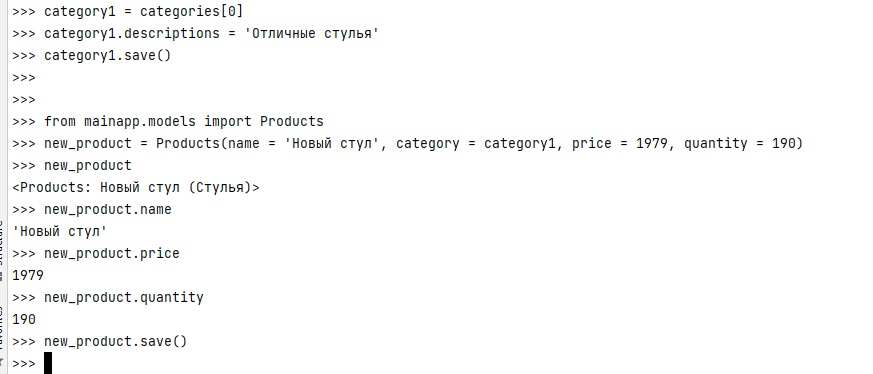 >>> category1 = categories[0]
>>> category1.descriptions = 'Отличные стулья'
>>> category1.save()
>>>
>>>
>>> from mainapp.models import Products
>>> new_product = Products(name = 'Новый стул', category = category1, price = 1979, quantity = 190)
>>> new_product
<Products: Новый стул (Стулья)>
>>> new_product.name
'Новый стул'
>>> new_product.price
1979
>>> new_product.quantity
190
>>> new_product.save()
>>>